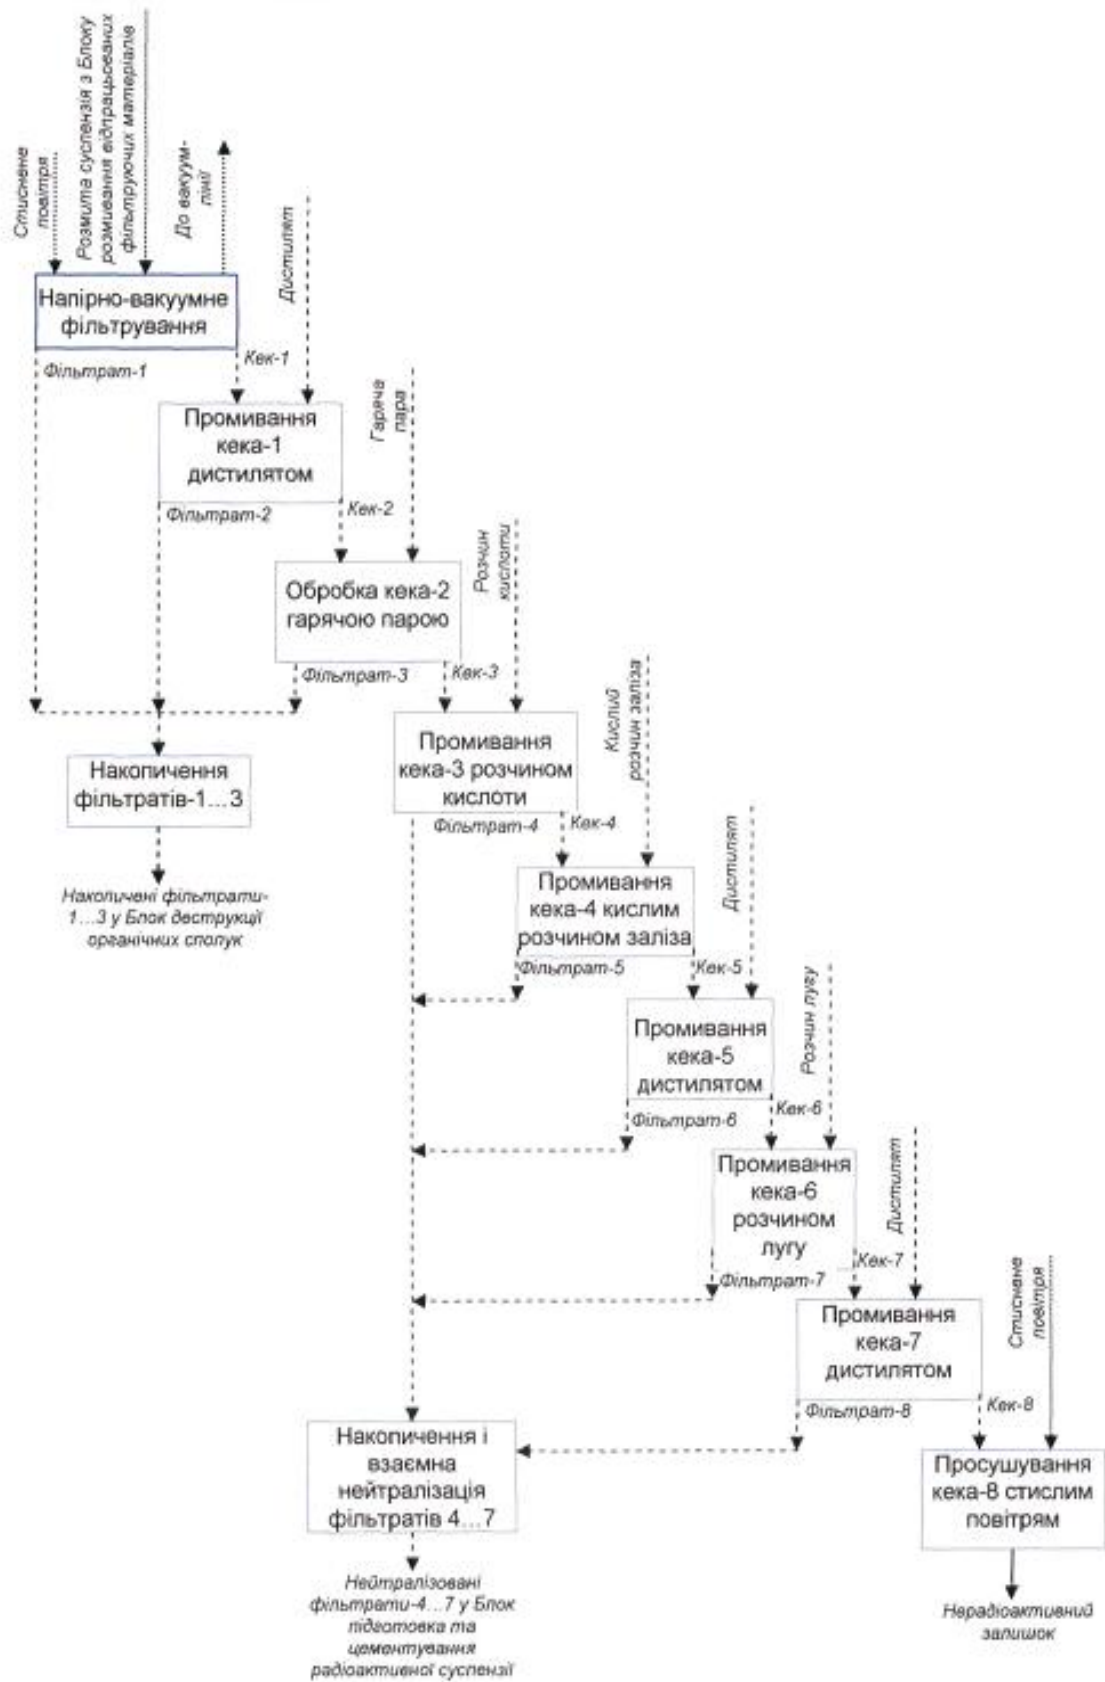 Стиснене
повітря
Розмита суспензія з Блоку
розмивання відпрацьованих
фільтруючих матеріалів
До вакуум-
лінії
Дистилят
Напірно-вакуумне
фільтрування
Фільтрат-1
Кек-1
Гаряча
пара
Промивання
кека-1
дистилятом
Фільтрат-2
Кек-2
Розчин
кислоти
Обробка кека-2
гарячою парою
Фільтрат-3
Кек-3
Кислий
розчин заліза
Промивання
кека-3 розчином
кислоти
Накопичення
фільтратів-1...3
Фільтрат-4
Кек-4
Дистилят
Накопичені фільтрати-
1...3 у Блок деструкції
органічних сполук
Промивання
кека-4 кислим
розчином заліза
Фільтрат-5
Кек-5
Розчин лугу
Промивання
кека-5
дистилятом
Фільтрат-6
Кек-6
Дистилят
Промивання
кека-6
розчином
лугу
Фільтрат-7
Кек-7
Стиснене
повітря
Промивання
кека-7
дистилятом
Фільтрат-8
Кек-8
Накопичення і
взаємна
нейтралізація
фільтратів 4...7
Просушування
кека-8 стислим
повітрям
Нейтралізовані
фільтрати-4...7 у Блок
підготовка та
цементування
радіоактивної суспензії
Нерадіоактивний
залишок